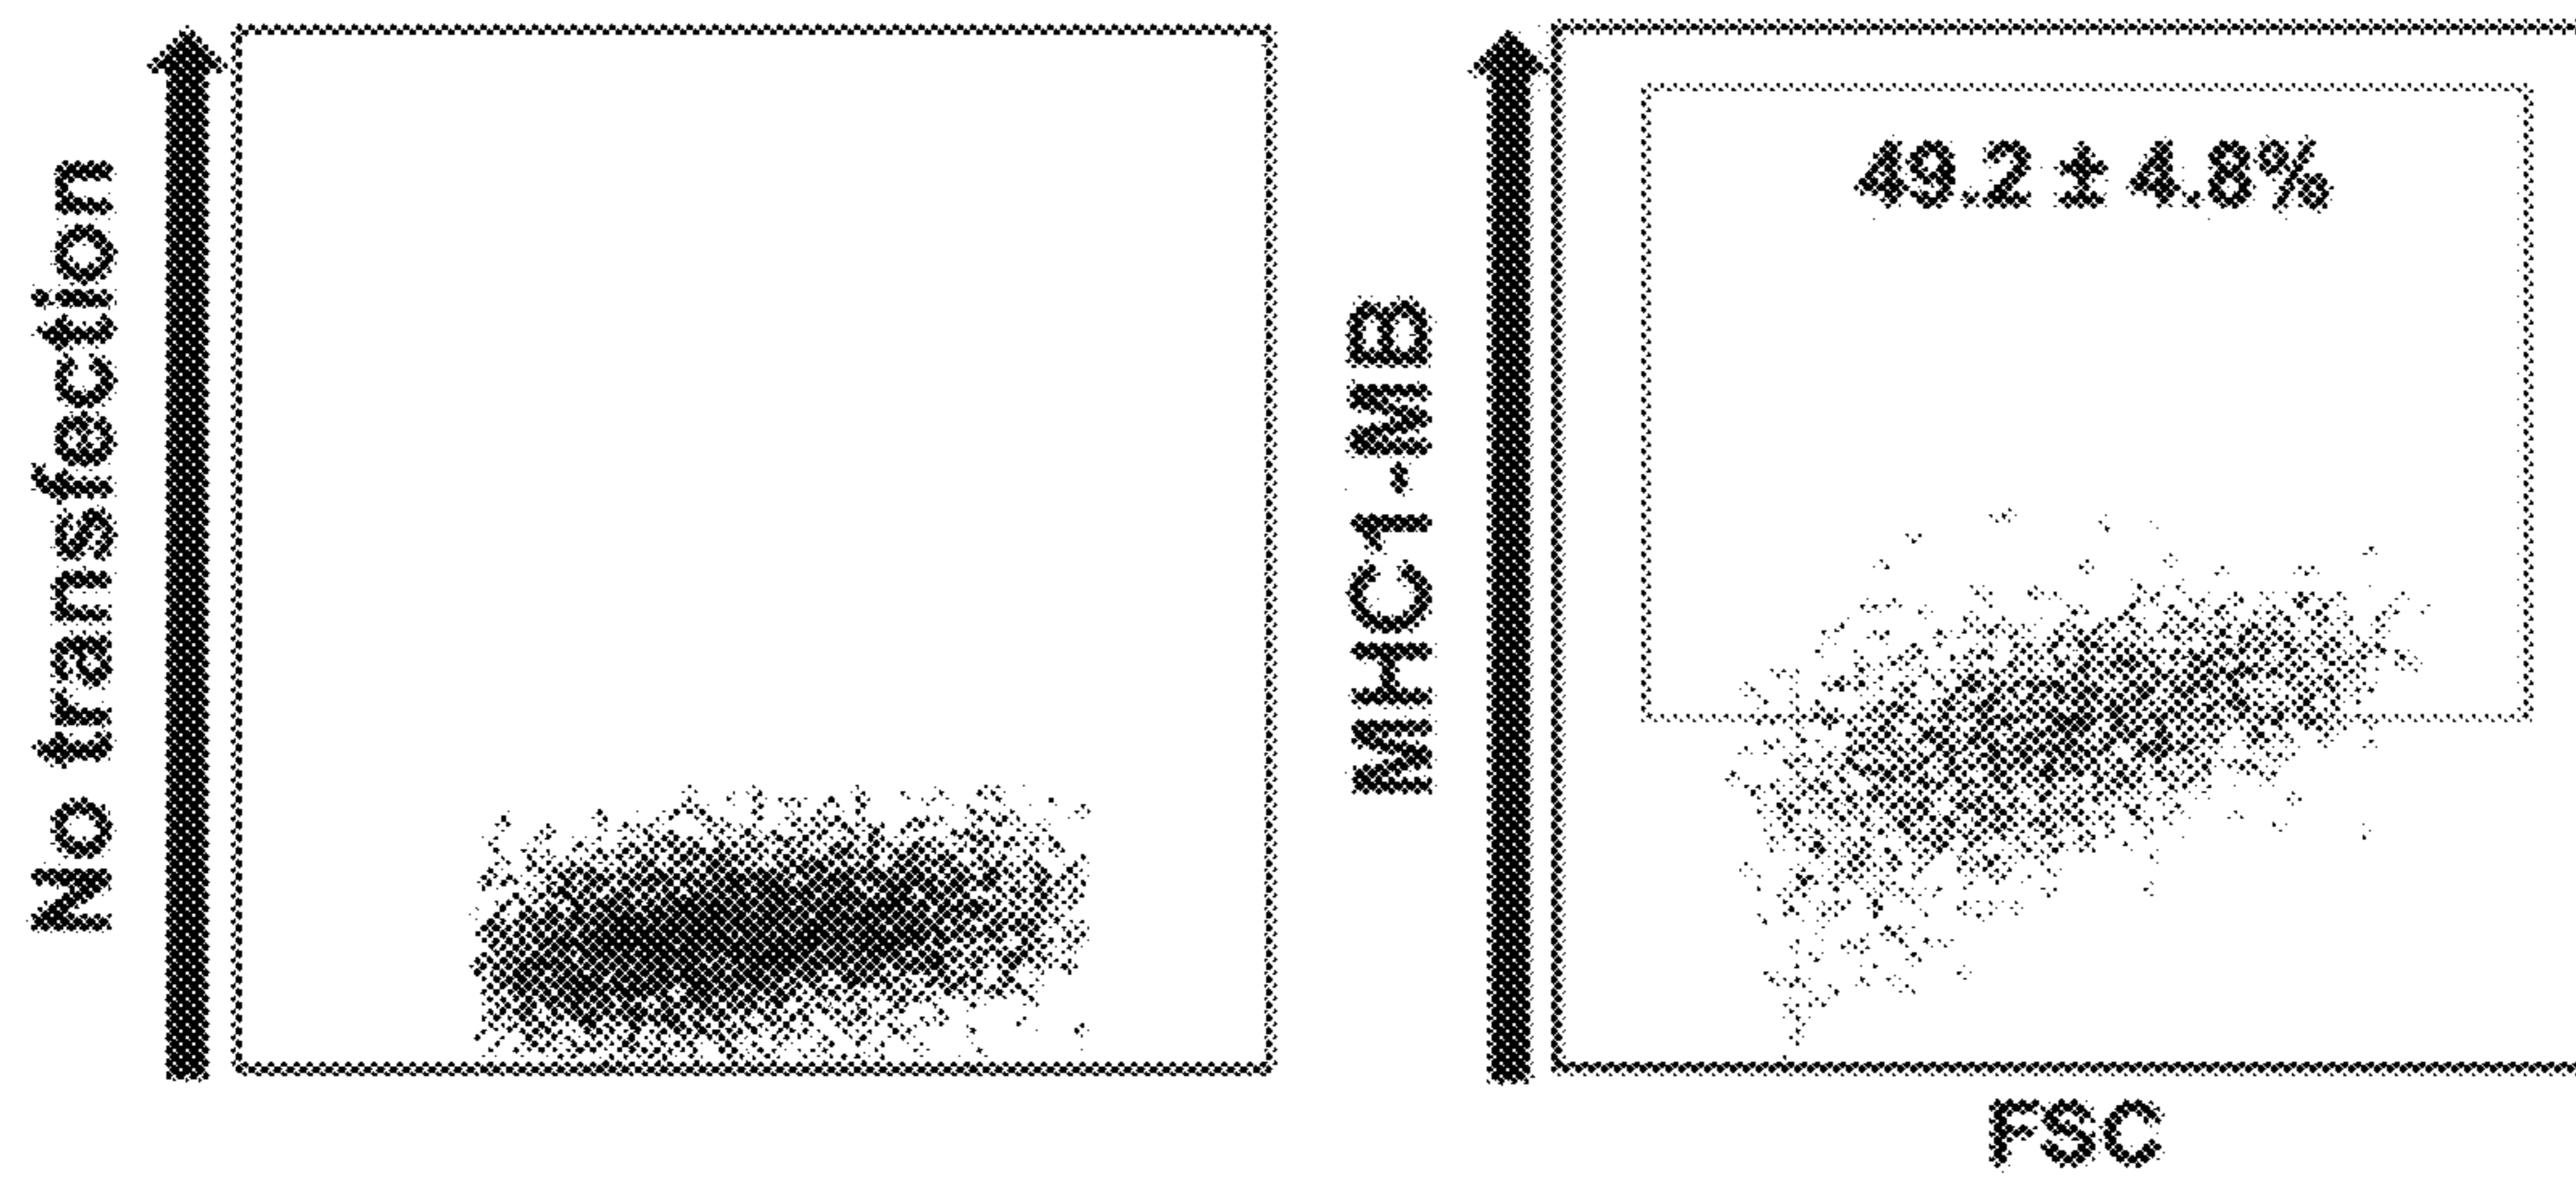 No transfection
MHC1-MB
49.2 ± 4.8%
FSC